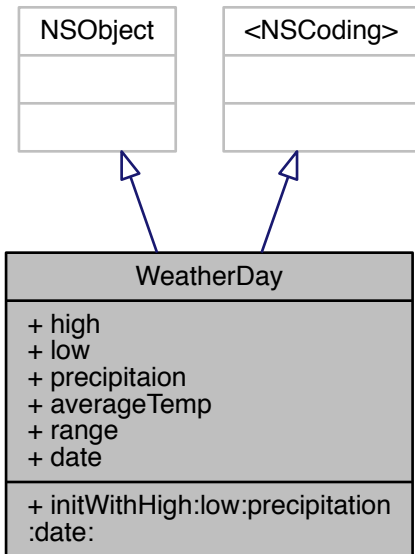 NSObject
<NSCoding>
WeatherDay
+ high
+ low
+ precipitaion
+ averageTemp
+ range
+ date
+ initWithHigh:low:precipitation
:date: